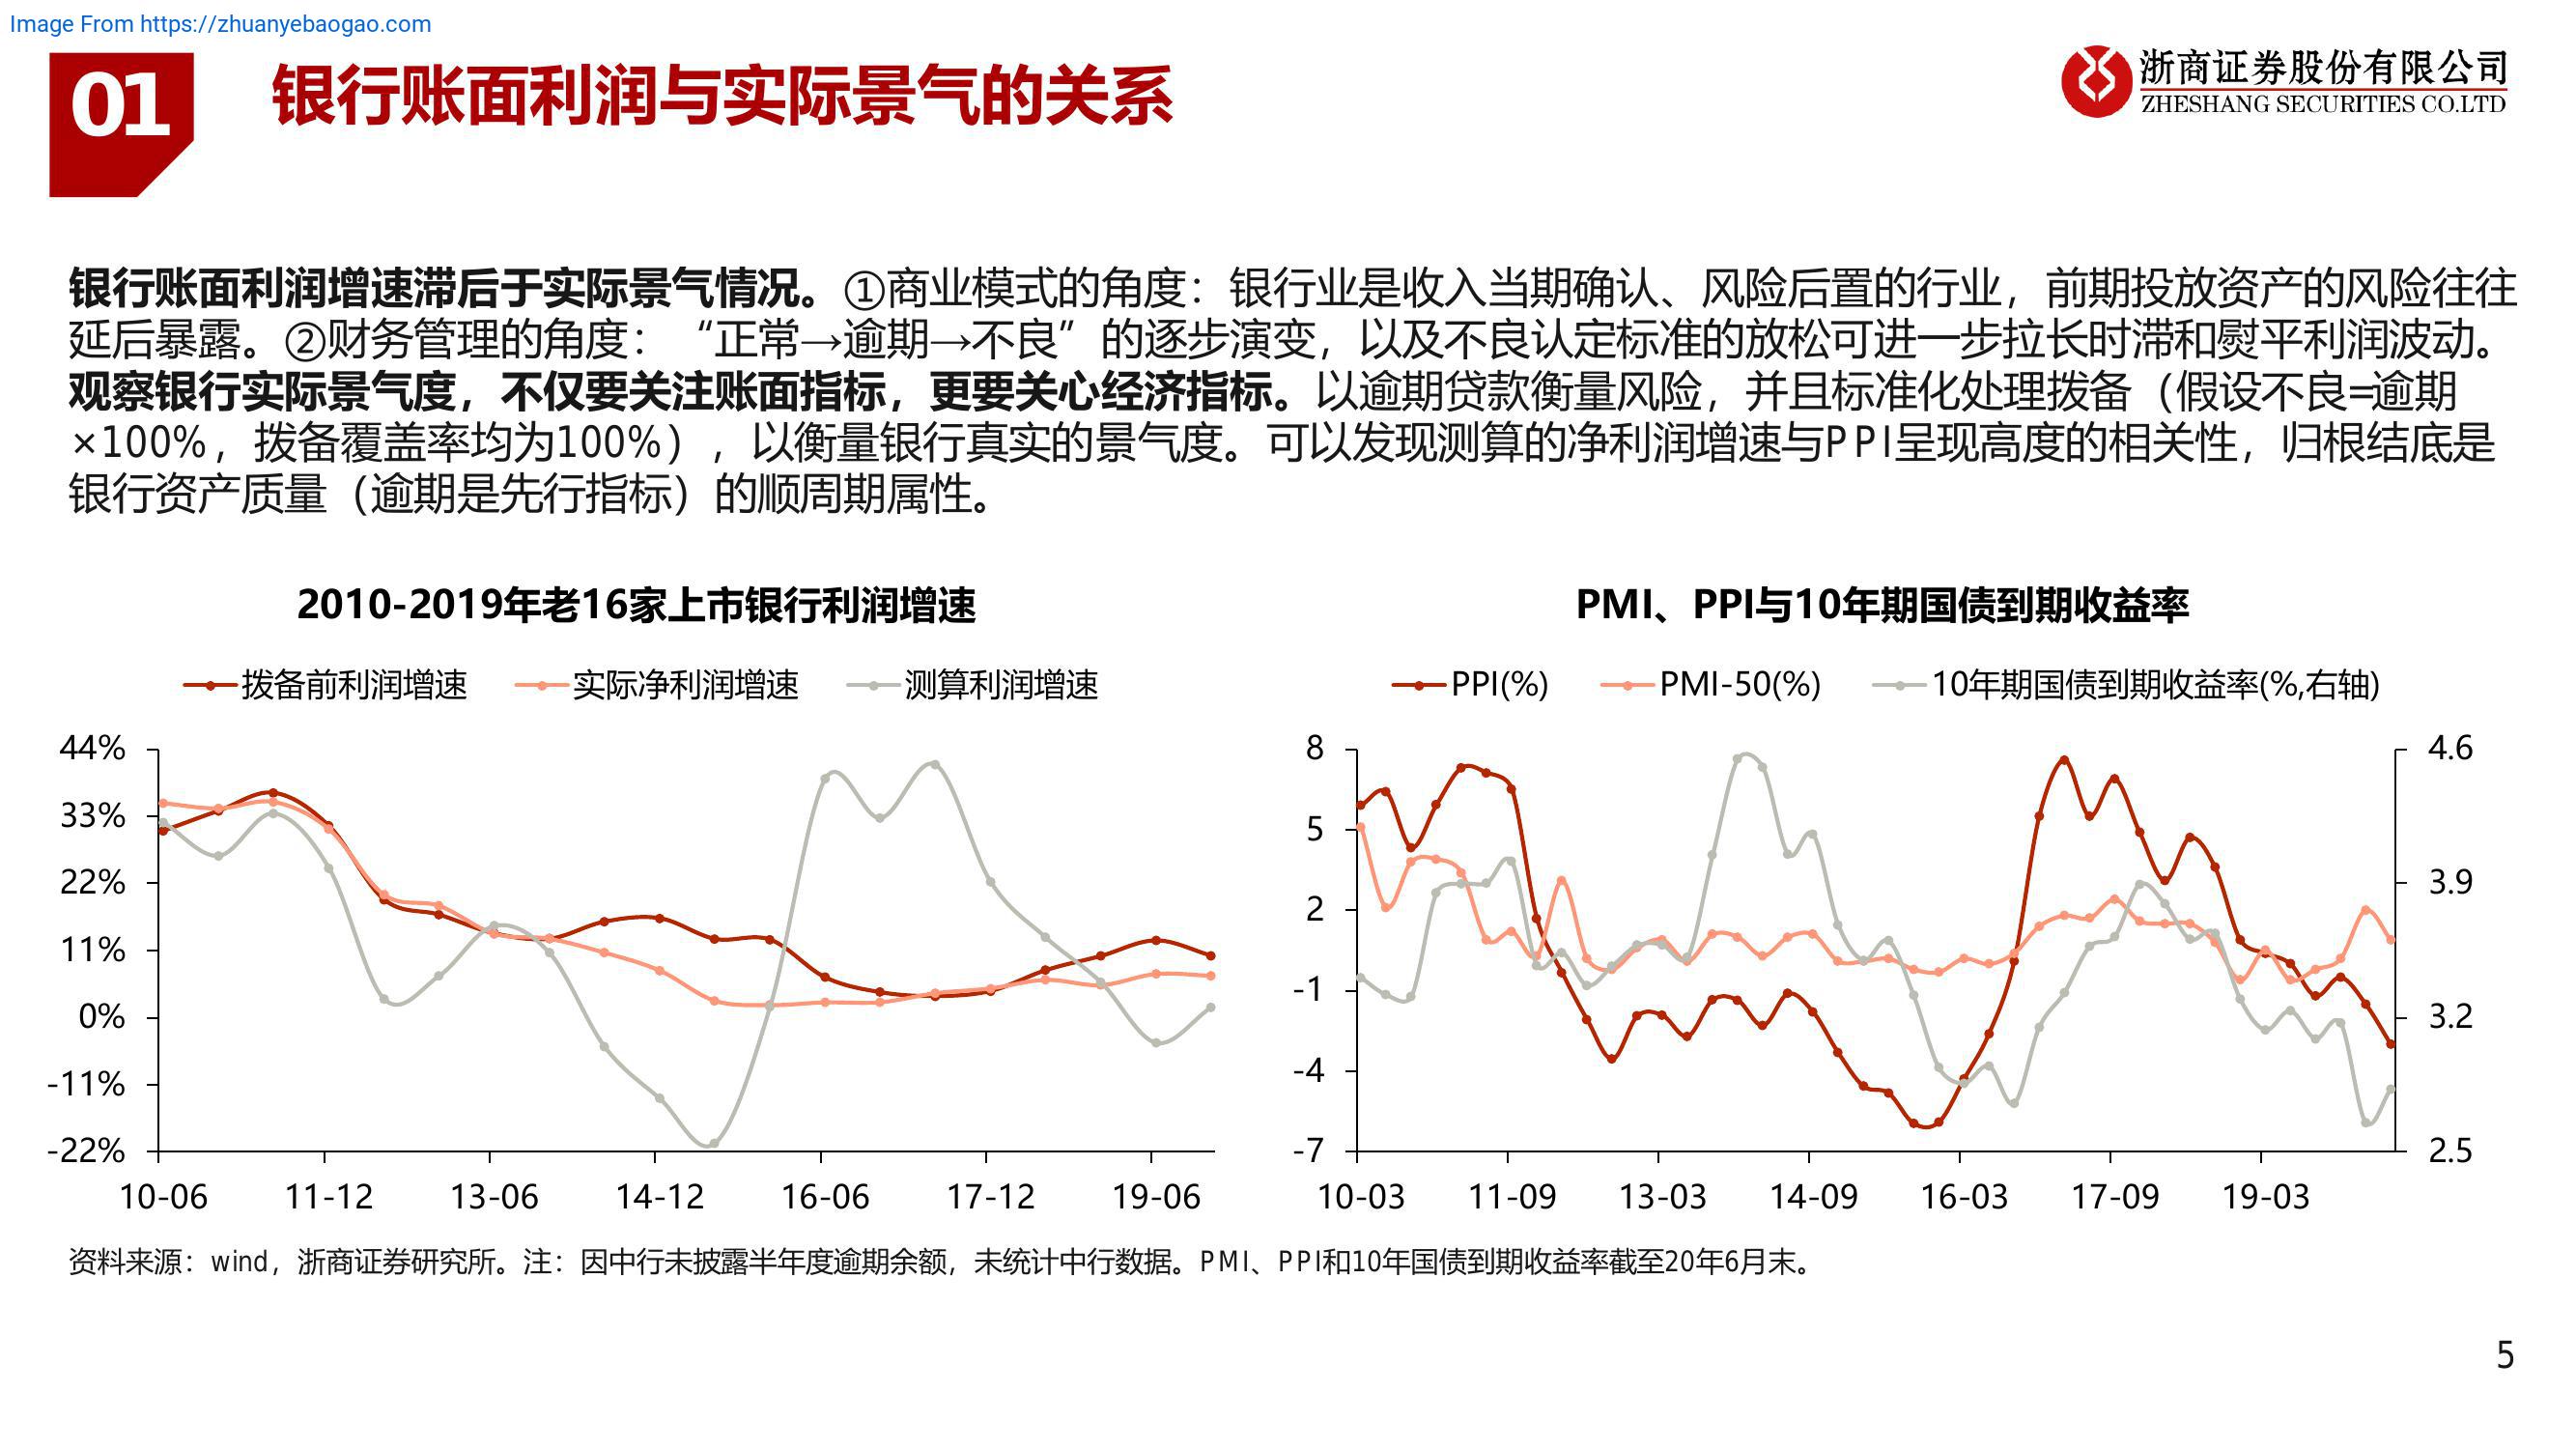 Image From https://zhuanyebaogao.com
01
银行账面利润与实际景气的关系
浙商证券股份有限公司
ZHESHANG SECURITIES CO.LTD
银行账面利润增速滞后于实际景气情况。①商业模式的角度：银行业是收入当期确认、风险后置的行业，前期投放资产的风险往往
延后暴露。②财务管理的角度：“正常→逾期→不良”的逐步演变，以及不良认定标准的放松可进一步拉长时滞和熨平利润波动。
观察银行实际景气度，不仅要关注账面指标，更要关心经济指标。以逾期贷款衡量风险，并且标准化处理拨备（假设不良=逾期
×100%，拨备覆盖率均为100%），以衡量银行真实的景气度。可以发现测算的净利润增速与PPI呈现高度的相关性，归根结底是
银行资产质量（逾期是先行指标）的顺周期属性。
2010-2019年老16家上市银行利润增速
拨备前利润增速 实际净利润增速 测算利润增速
44%
33%
22%
11%
0%
-11%
-22%
10-06 11-12 13-06 14-12 16-06 17-12 19-06
PMI、PPI与10年期国债到期收益率
PPI(%) PMI-50(%) 10年期国债到期收益率(%,右轴)
8
5
2
-1
-4
-7
4.6
3.9
3.2
2.5
10-03 11-09 13-03 14-09 16-03 17-09 19-03
资料来源：wind，浙商证券研究所。注：因中行未披露半年度逾期余额，未统计中行数据。PMI、PPI和10年国债到期收益率截至20年6月末。
5